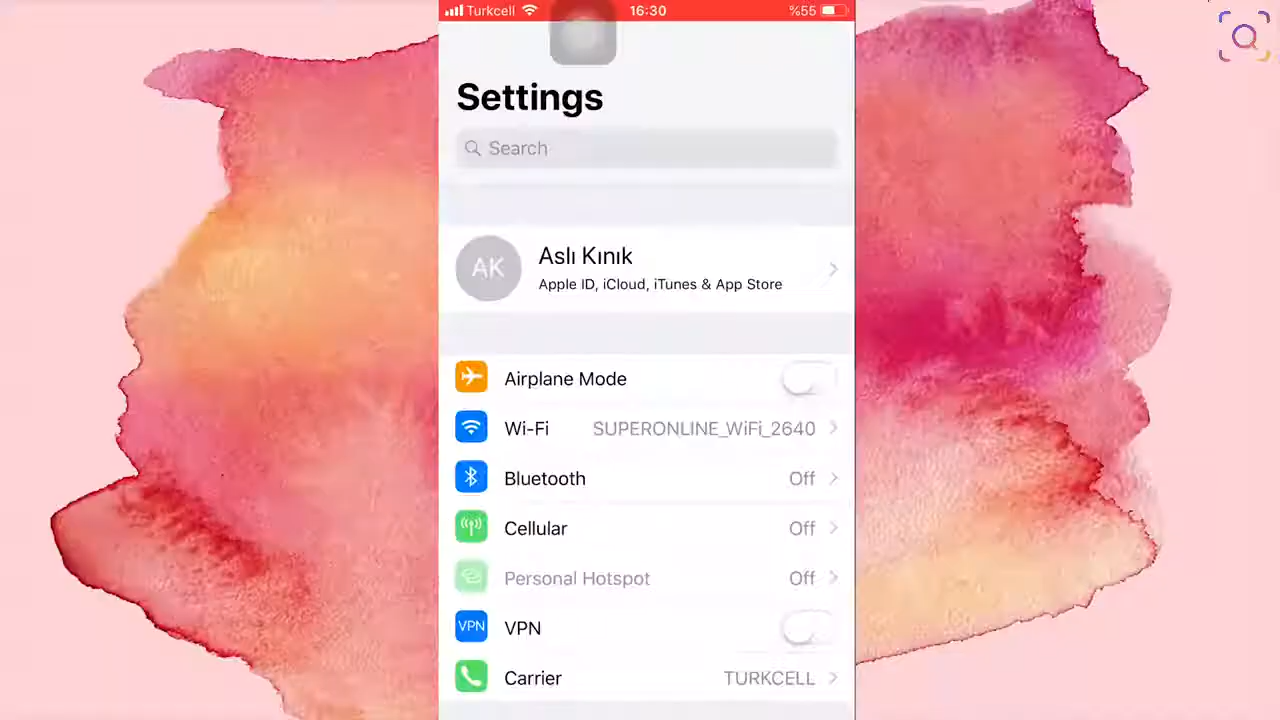 Turkcell 16:30 %55
Settings
Search
AK
Aslı Kınık
Apple ID, iCloud, iTunes & App Store
Airplane Mode
Wi-Fi SUPERONLINE_WiFi_2640
Bluetooth Off
Cellular Off
Personal Hotspot Off
VPN VPN
Carrier TURKCELL